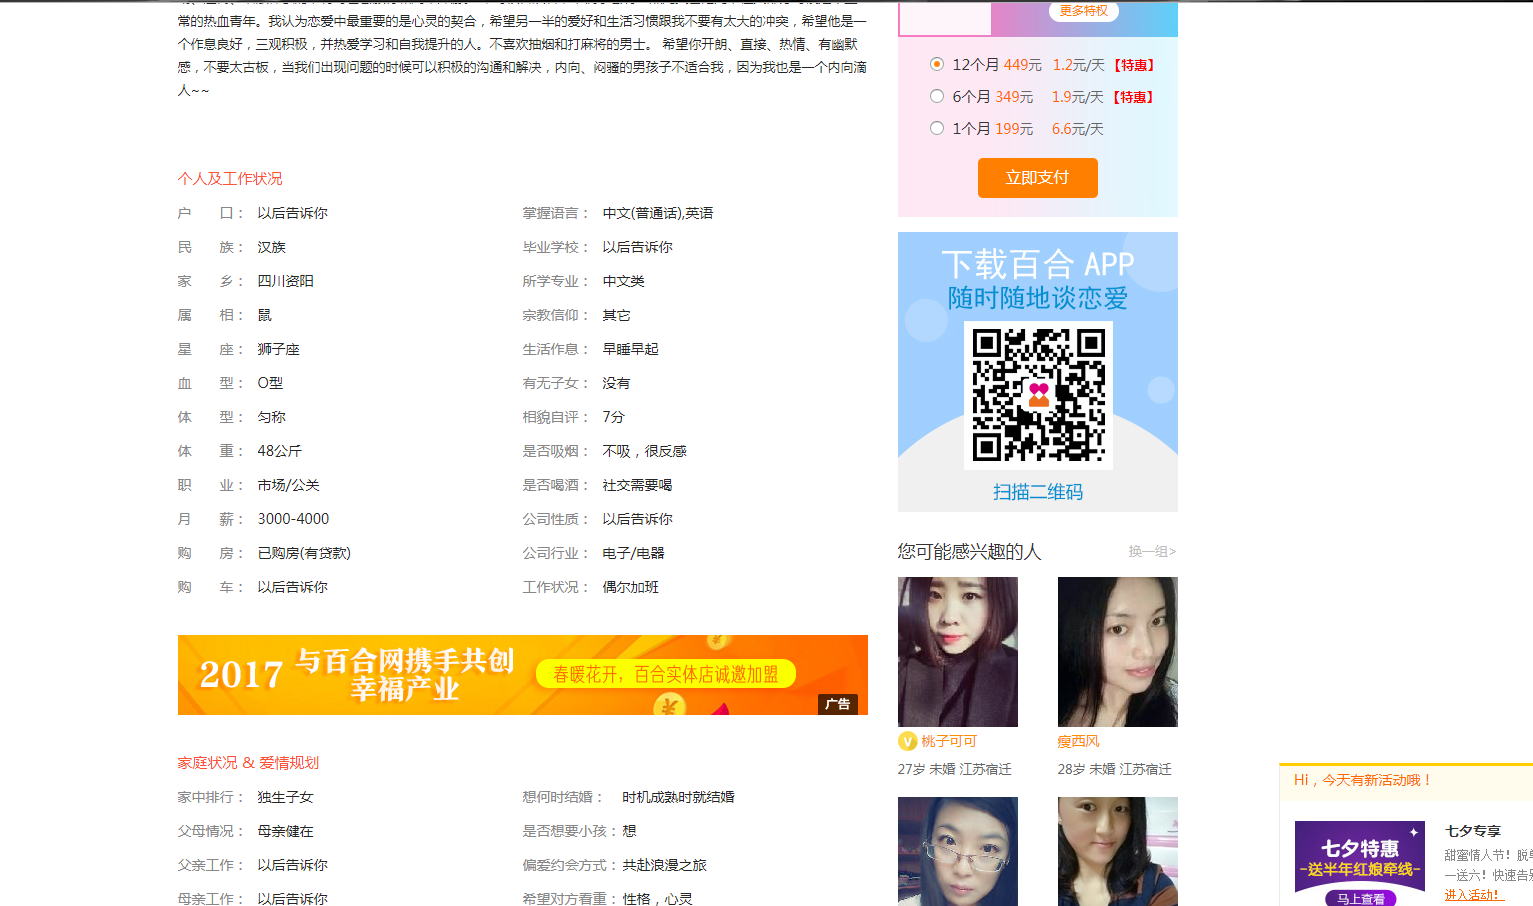 常的热血青年。我认为恋爱中最重要的是心灵的契合，希望另一半的爱好和生活习惯跟我不要有太大的冲突，希望他是一
个作息良好，三观积极，并热爱学习和自我提升的人。不喜欢抽烟和打麻将的男士。 希望你开朗、直接、热情、有幽默
感，不要太古板，当我们出现问题的时候可以积极的沟通和解决，内向、闷骚的男孩子不适合我，因为我也是一个内向滴
人~~
个人及工作状况
户 口： 以后告诉你 掌握语言： 中文(普通话),英语
民 族： 汉族 毕业学校： 以后告诉你
家 乡： 四川资阳 所学专业： 中文类
属 相： 鼠 宗教信仰： 其它
星 座： 狮子座 生活作息： 早睡早起
血 型： O型 有无子女： 没有
体 型： 匀称 相貌自评： 7分
体 重： 48公斤 是否吸烟： 不吸，很反感
职 业： 市场/公关 是否喝酒： 社交需要喝
月 薪： 3000-4000 公司性质： 以后告诉你
购 房： 已购房(有贷款) 公司行业： 电子/电器
购 车： 以后告诉你 工作状况： 偶尔加班
2017 与百合网携手共创
幸福产业
春暖花开，百合实体店诚邀加盟
广告
家庭状况 & 爱情规划
家中排行： 独生子女 想何时结婚： 时机成熟时就结婚
父母情况： 母亲健在 是否想要小孩： 想
父亲工作： 以后告诉你 偏爱约会方式： 共赴浪漫之旅
母亲工作： 以后告诉你 希望对方看重： 性格，心灵
更多特权
12个月 449元 1.2元/天 【特惠】
6个月 349元 1.9元/天 【特惠】
1个月 199元 6.6元/天
立即支付
下载百合 APP
随时随地谈恋爱
扫描二维码
您可能感兴趣的人 换一组>
V 桃子可可 瘦西风
27岁 未婚 江苏宿迁 28岁 未婚 江苏宿迁
Hi，今天有新活动哦！
七夕特惠
-送半年红娘牵线-
马上查看
七夕专享
甜蜜情人节！脱单
一送六！快速告别
进入活动！